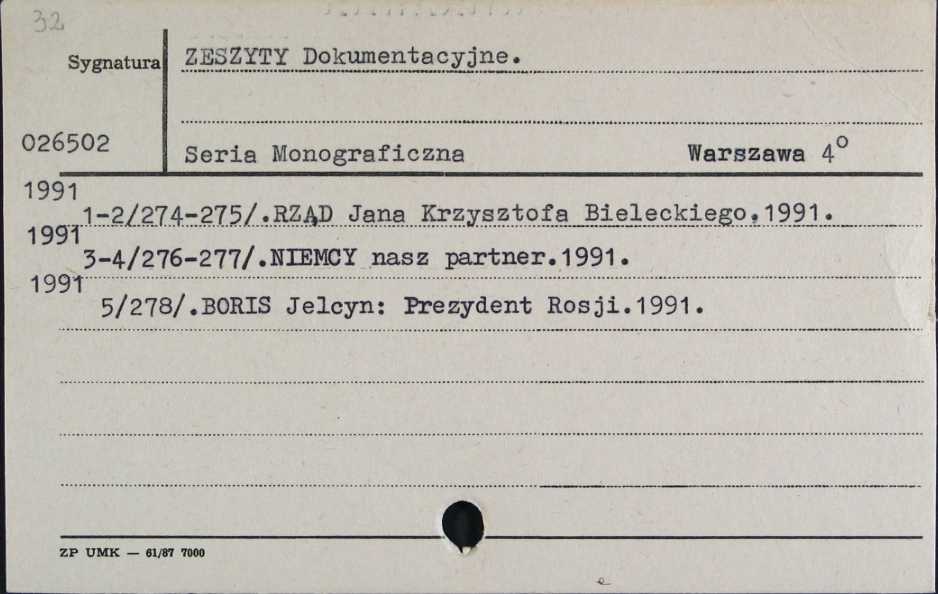 32
Sygnatura ZESZYTY Dokumentacyjne.
026502
Seria Monograficzna Warszawa 4º
1991
1-2/274-275/.RZĄD Jana Krzysztofa Bieleckiego.1991.
1991
3-4/276-277/.NIEMCY nasz partner.1991.
1991
5/278/.BORIS Jelcyn: Prezydent Rosji.1991.
ZP UMK — 61/87 7000